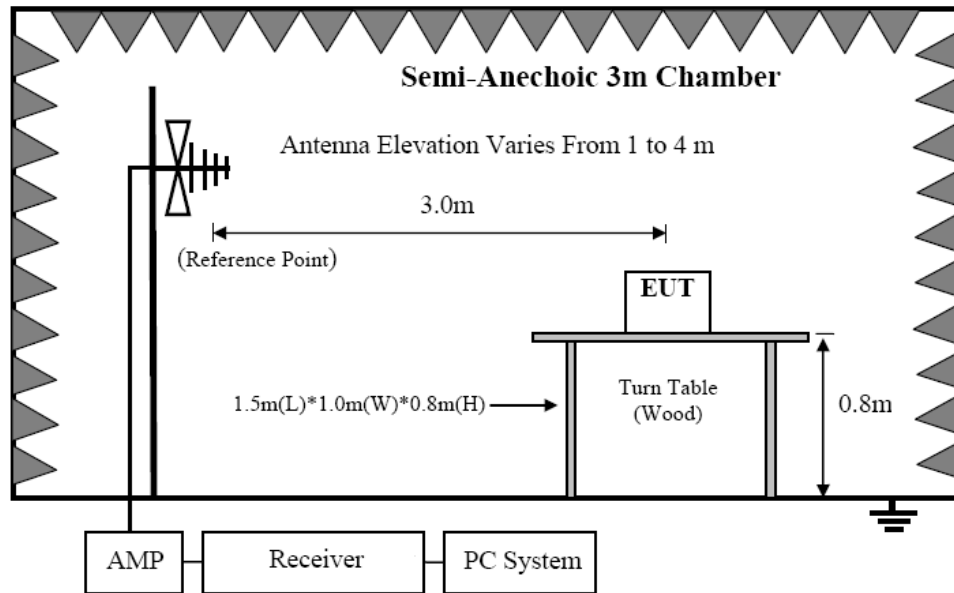 Semi-Anechoic 3m Chamber
Antenna Elevation Varies From 1 to 4 m
3.0m
(Reference Point)
EUT
1.5m(L)*1.0m(W)*0.8m(H)
Turn Table
(Wood)
0.8m
AMP
Receiver
PC System